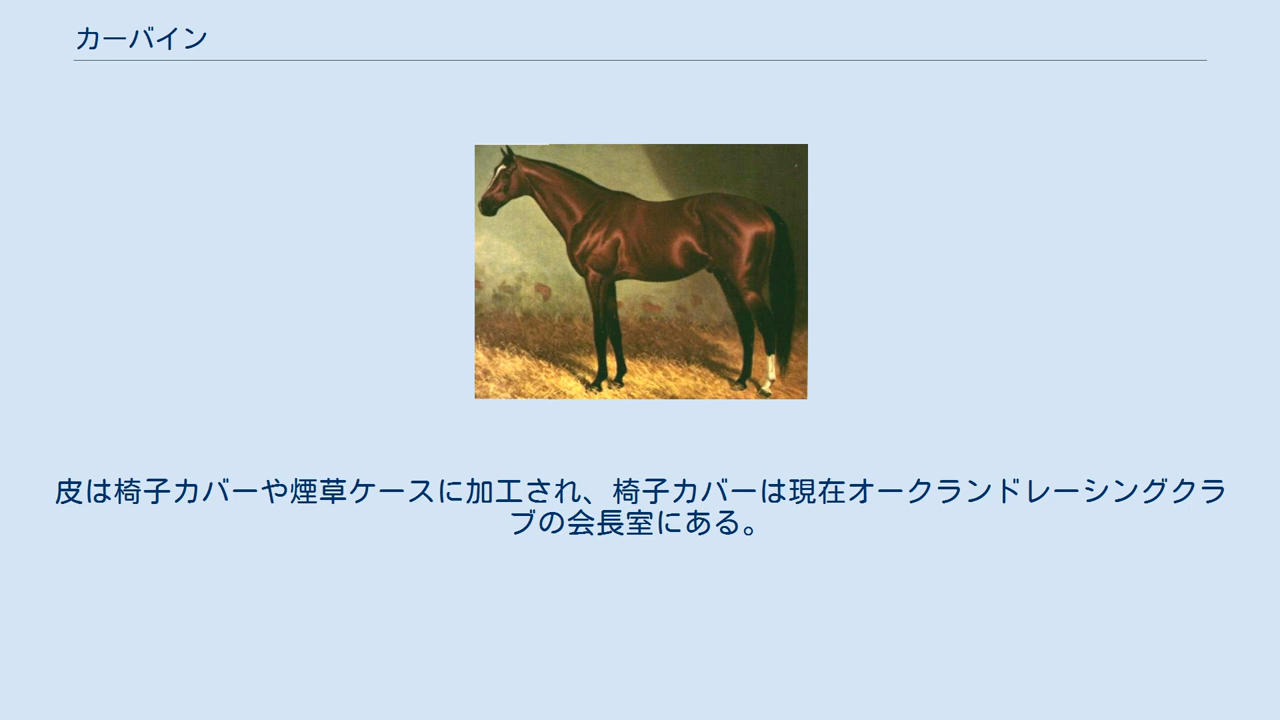 カーバイン
皮は椅子カバーや煙草ケースに加工され、椅子カバーは現在オークランドレーシングクラ
ブの会長室にある。